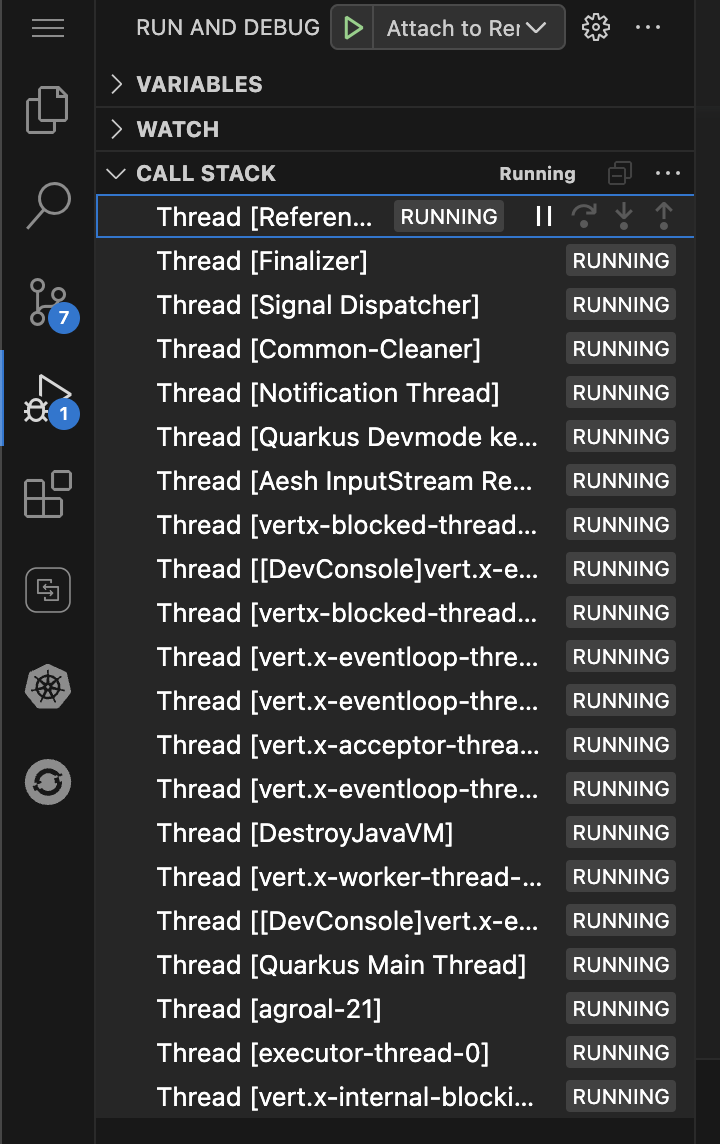 RUN AND DEBUG Attach to Rer
VARIABLES
WATCH
CALL STACK Running
Thread [Referen... RUNNING
Thread [Finalizer] RUNNING
Thread [Signal Dispatcher] RUNNING
7
Thread [Common-Cleaner] RUNNING
Thread [Notification Thread] RUNNING
1
Thread [Quarkus Devmode ke... RUNNING
Thread [Aesh InputStream Re... RUNNING
Thread [vertx-blocked-thread... RUNNING
Thread [[DevConsole]vert.x-e... RUNNING
Thread [vertx-blocked-thread... RUNNING
Thread [vert.x-eventloop-thre... RUNNING
Thread [vert.x-eventloop-thre... RUNNING
Thread [vert.x-acceptor-threa... RUNNING
Thread [vert.x-eventloop-thre... RUNNING
Thread [DestroyJavaVM] RUNNING
Thread [vert.x-worker-thread-... RUNNING
Thread [[DevConsole]vert.x-e... RUNNING
Thread [Quarkus Main Thread] RUNNING
Thread [agroal-21] RUNNING
Thread [executor-thread-0] RUNNING
Thread [vert.x-internal-blocki... RUNNING